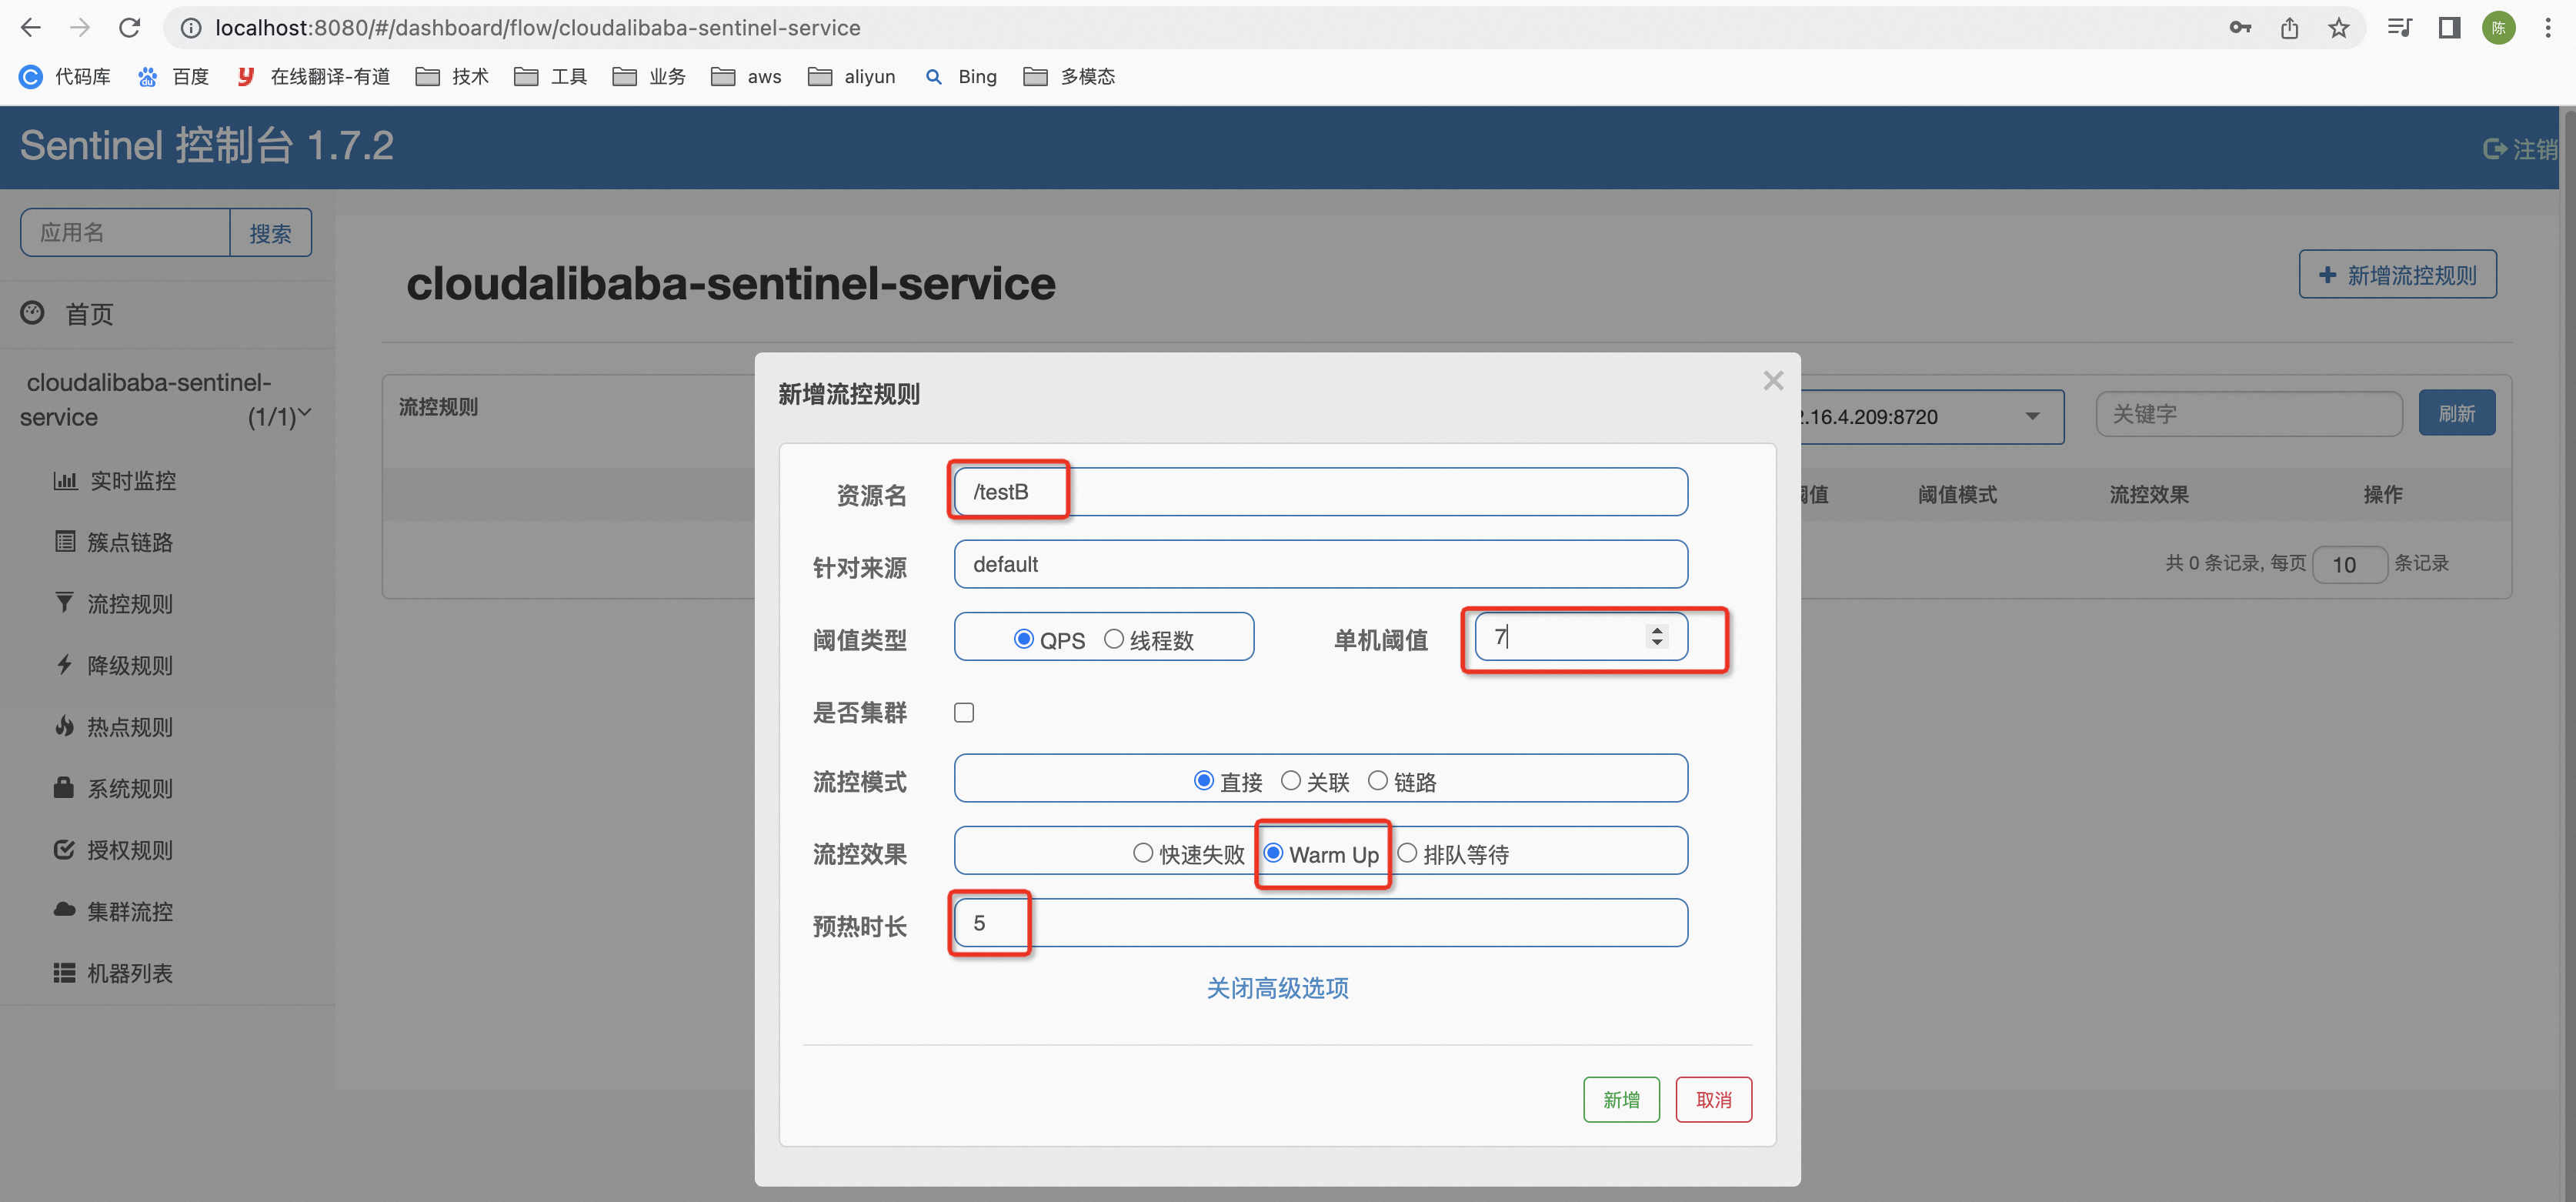 localhost:8080/#/dashboard/flow/cloudalibaba-sentinel-service
陈
代码库 百度 在线翻译-有道 技术 工具 业务 aws aliyun Bing 多模态
Sentinel 控制台 1.7.2
注销
应用名 搜索
cloudalibaba-sentinel-service
新增流控规则
首页
cloudalibaba-sentinel-
service (1/1)
实时监控
簇点链路
流控规则
降级规则
热点规则
系统规则
授权规则
集群流控
机器列表
流控规则
2.16.4.209:8720 关键字 刷新
阈值 阈值模式 流控效果 操作
共 0 条记录, 每页 10 条记录
新增流控规则
资源名 /testB
针对来源 default
阈值类型 QPS 线程数 单机阈值 7
是否集群
流控模式 直接 关联 链路
流控效果 快速失败 Warm Up 排队等待
预热时长 5
关闭高级选项
新增 取消